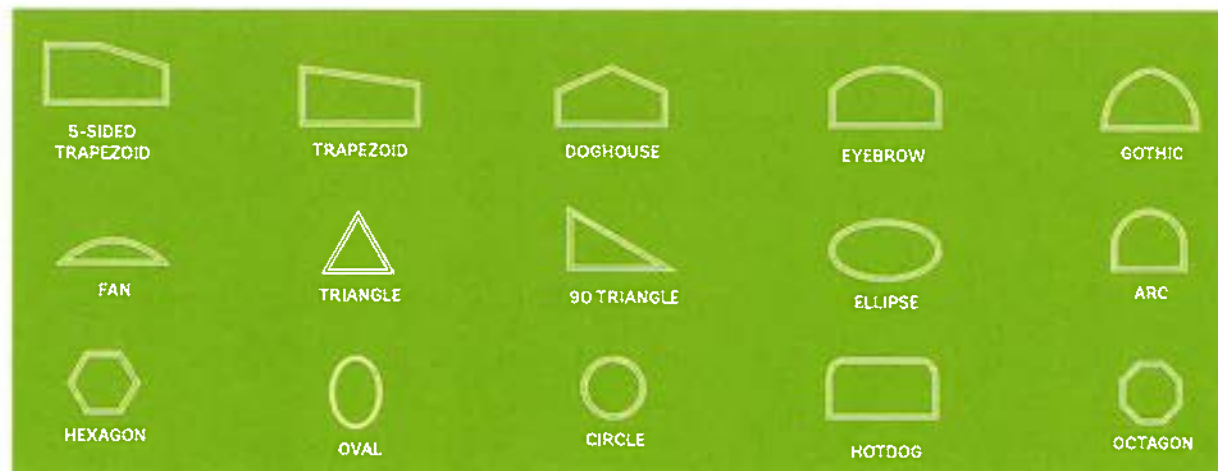 5-SIDED
TRAPEZOID
TRAPEZOID
DOGHOUSE
EYEBROW
GOTHIC
FAN
TRIANGLE
90 TRIANGLE
ELLIPSE
ARC
HEXAGON
OVAL
CIRCLE
HOTDOG
OCTAGON